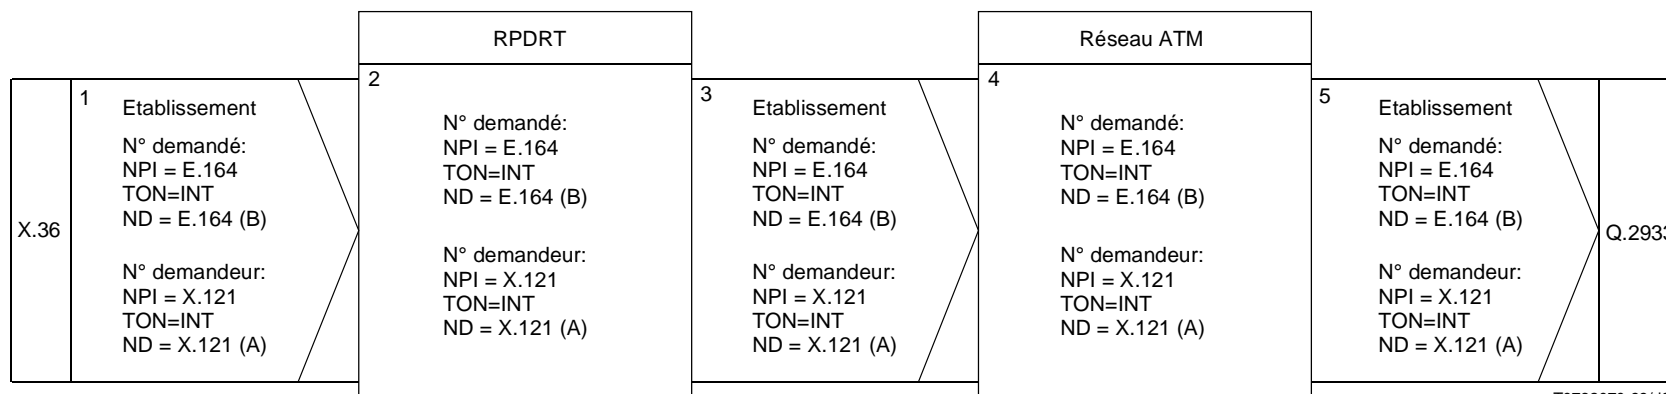 RPDRT
Réseau ATM
X.36
1
Etablissement
N° demandé:
NPI = E.164
TON=INT
ND = E.164 (B)
N° demandeur:
NPI = X.121
TON=INT
ND = X.121 (A)
2
N° demandé:
NPI = E.164
TON=INT
ND = E.164 (B)
N° demandeur:
NPI = X.121
TON=INT
ND = X.121 (A)
3
Etablissement
N° demandé:
NPI = E.164
TON=INT
ND = E.164 (B)
N° demandeur:
NPI = X.121
TON=INT
ND = X.121 (A)
4
N° demandé:
NPI = E.164
TON=INT
ND = E.164 (B)
N° demandeur:
NPI = X.121
TON=INT
ND = X.121 (A)
5
Etablissement
N° demandé:
NPI = E.164
TON=INT
ND = E.164 (B)
N° demandeur:
NPI = X.121
TON=INT
ND = X.121 (A)
Q.2933